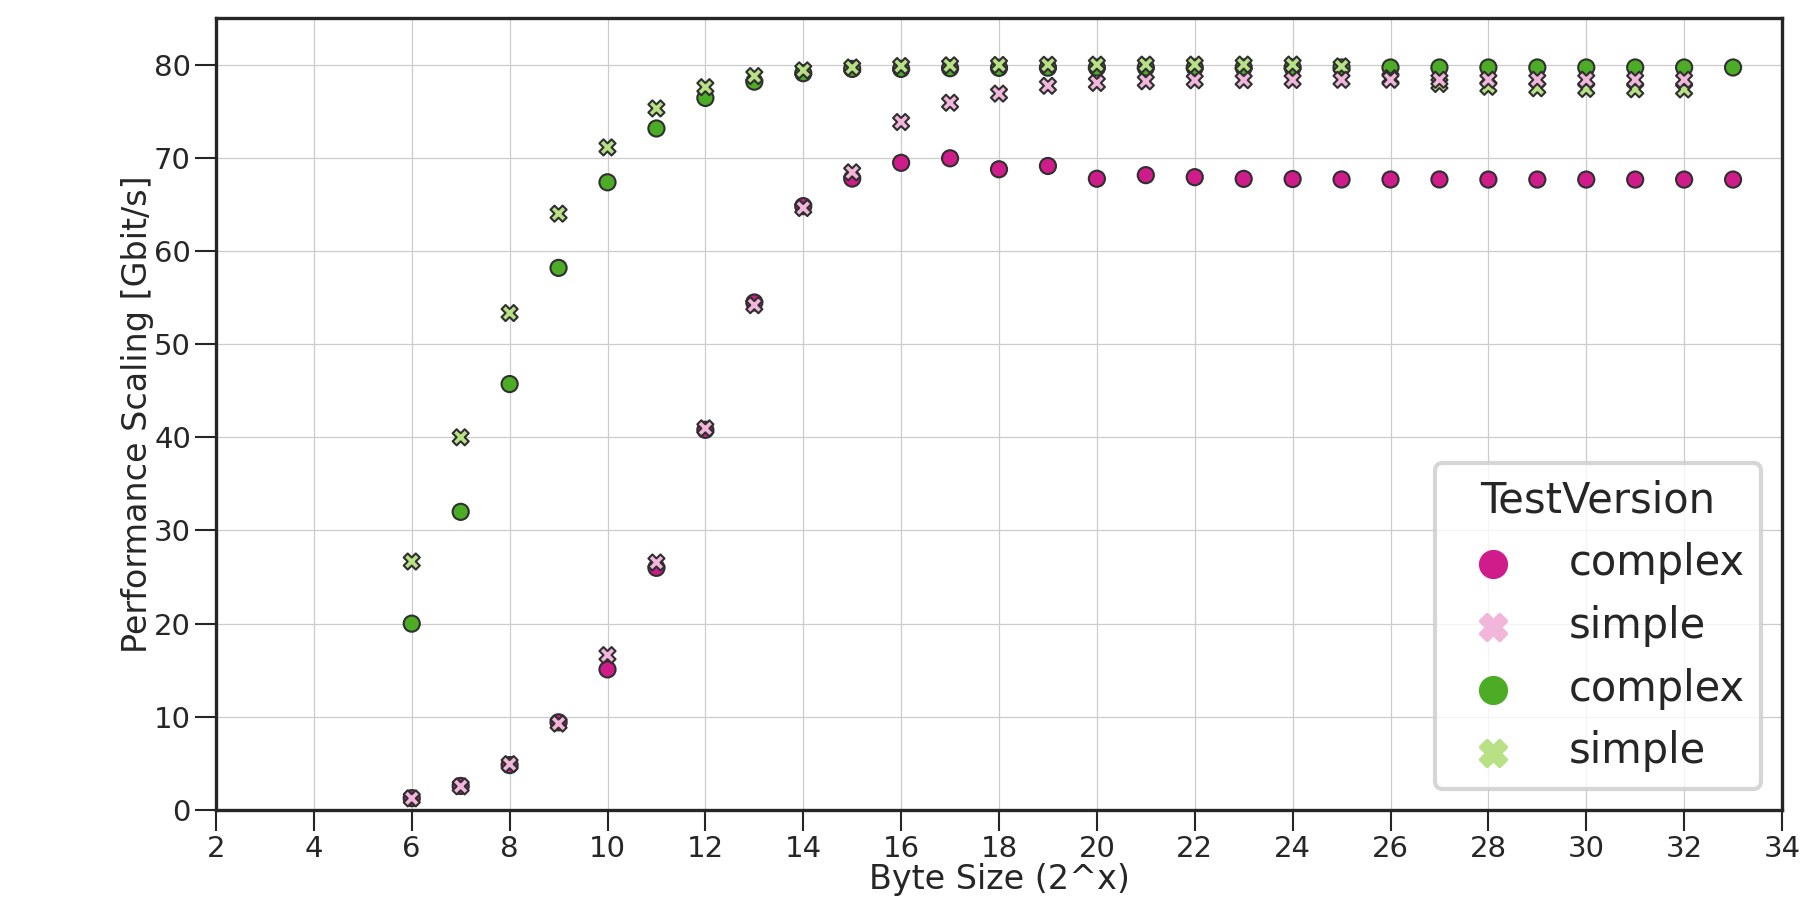 Performance Scaling [Gbit/s]
80
70
60
50
40
30
20
10
0
TestVersion
complex
simple
complex
simple
2 4 6 8 10 12 14 16 18 20 22 24 26 28 30 32 34
Byte Size (2^x)